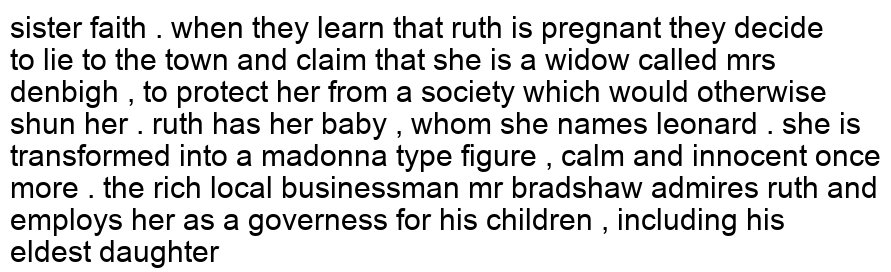 sister faith . when they learn that ruth is pregnant they decide
to lie to the town and claim that she is a widow called mrs
denbigh , to protect her from a society which would otherwise
shun her . ruth has her baby , whom she names leonard . she is
transformed into a madonna type figure , calm and innocent once
more . the rich local businessman mr bradshaw admires ruth and
employs her as a governess for his children , including his
eldest daughter